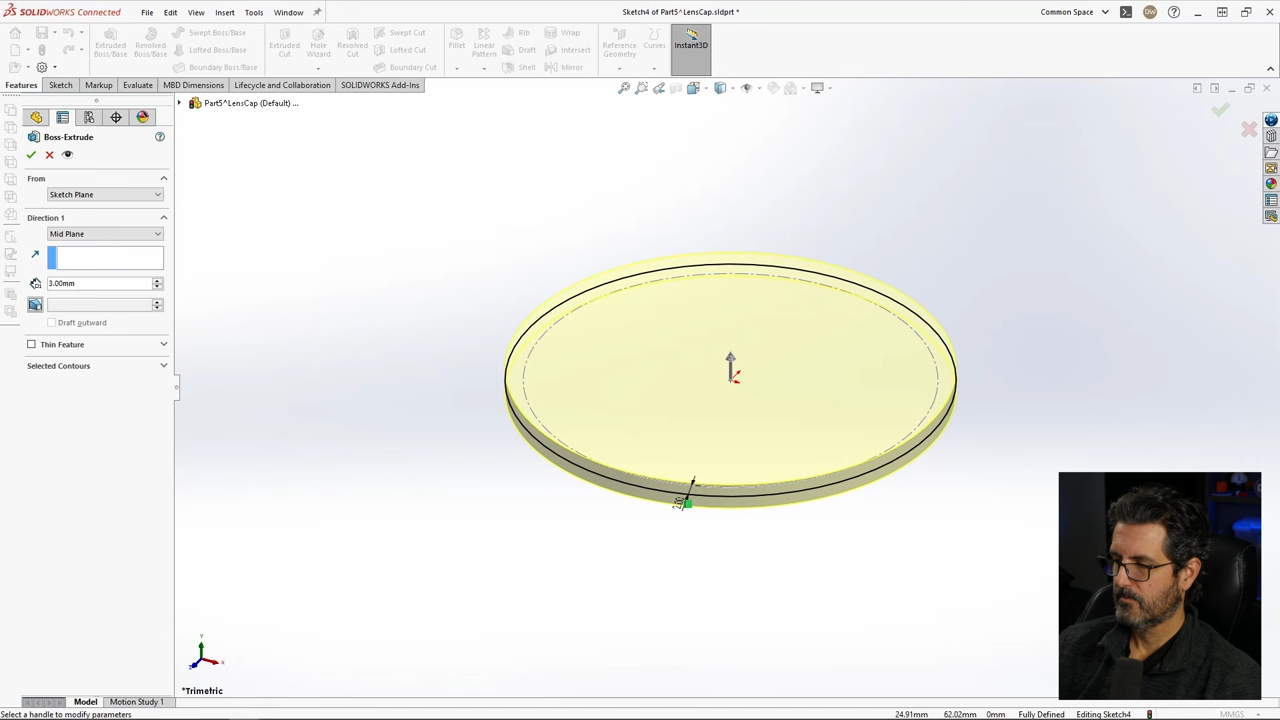 SOLIDWORKS Connected
File Edit View Insert Tools Window
Sketch4 of Part5^LensCap.sldprt *
Common Space
DW
Extruded Boss/Base
Revolved Boss/Base
Swept Boss/Base
Lofted Boss/Base
Boundary Boss/Base
Extruded Cut
Hole Wizard
Revolved Cut
Swept Cut
Lofted Cut
Boundary Cut
Fillet
Linear Pattern
Rib
Draft
Shell
Wrap
Intersect
Mirror
Reference Geometry
Curves
Instant3D
Features Sketch Markup Evaluate MBD Dimensions Lifecycle and Collaboration SOLIDWORKS Add-Ins
Part5^LensCap (Default) ...
Boss-Extrude
From
Sketch Plane
Direction 1
Mid Plane
3.00mm
Draft outward
Thin Feature
Selected Contours
Y
X
Z
*Trimetric
Model Motion Study 1
Select a handle to modify parameters
24.91mm 62.02mm 0mm Fully Defined Editing Sketch4 MMGS